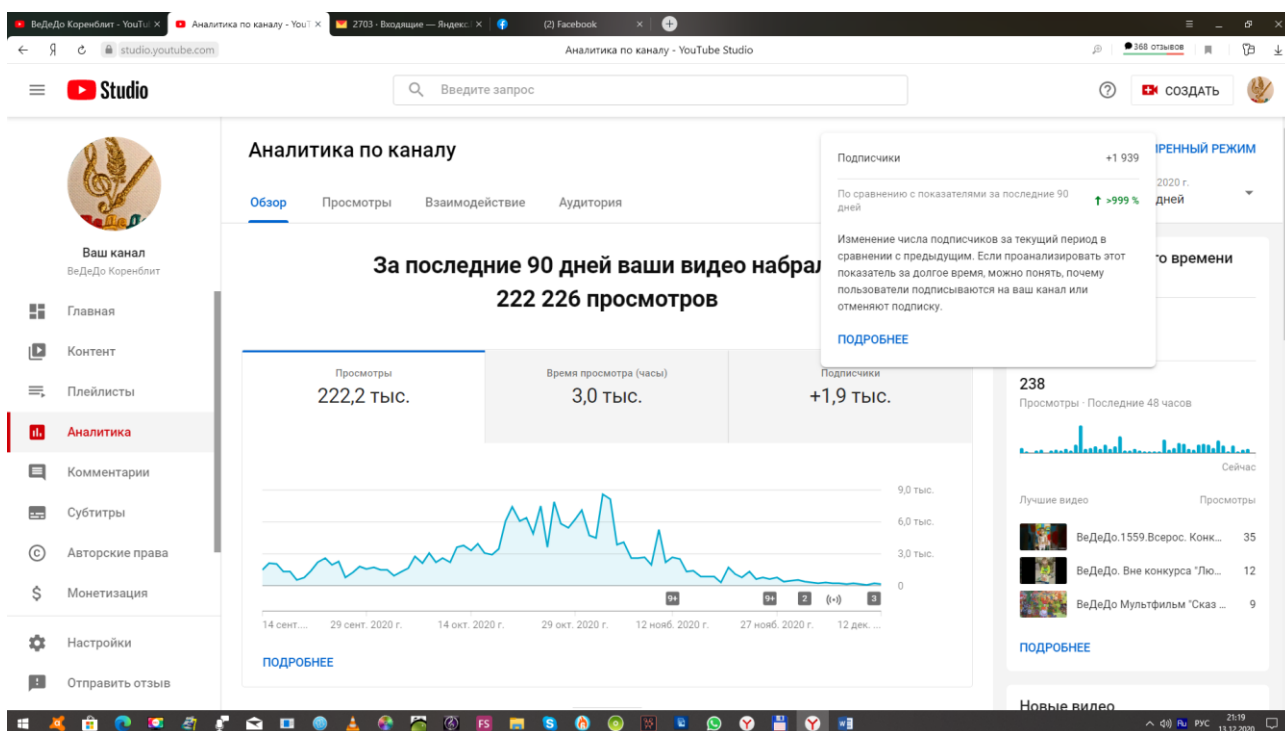 ВеДеДо Коренблит - YouTu
Аналитика по каналу - YouT
2703 · Входящие — Яндекс.
(2) Facebook
studio.youtube.com
Аналитика по каналу - YouTube Studio
368 отзывов
Studio
Введите запрос
СОЗДАТЬ
Ваш канал
ВеДеДо Коренблит
Главная
Контент
Плейлисты
Аналитика
Комментарии
Субтитры
Авторские права
Монетизация
Настройки
Отправить отзыв
Аналитика по каналу
РЕННЫЙ РЕЖИМ
Обзор
Просмотры
Взаимодействие
Аудитория
2020 г.
дней
За последние 90 дней ваши видео набрал
222 226 просмотров
Подписчики
+1 939
По сравнению с показателями за последние 90
дней
↑ >999 %
Изменение числа подписчиков за текущий период в
сравнении с предыдущим. Если проанализировать этот
показатель за долгое время, можно понять, почему
пользователи подписываются на ваш канал или
отменяют подписку.
ПОДРОБНЕЕ
Просмотры
222,2 тыс.
Время просмотра (часы)
3,0 тыс.
Подписчики
+1,9 тыс.
9,0 тыс.
6,0 тыс.
3,0 тыс.
0
9+
9+
2
3
14 сент....
29 сент. 2020 г.
14 окт. 2020 г.
29 окт. 2020 г.
12 нояб. 2020 г.
27 нояб. 2020 г.
12 дек. ...
ПОДРОБНЕЕ
го времени
238
Просмотры · Последние 48 часов
Сейчас
Лучшие видео
Просмотры
ВеДеДо.1559.Всерос. Конк...
35
ВеДеДо. Вне конкурса "Лю...
12
ВеДеДо Мультфильм "Сказ ...
9
ПОДРОБНЕЕ
Новые видео
РУС
21:19
13.12.2020